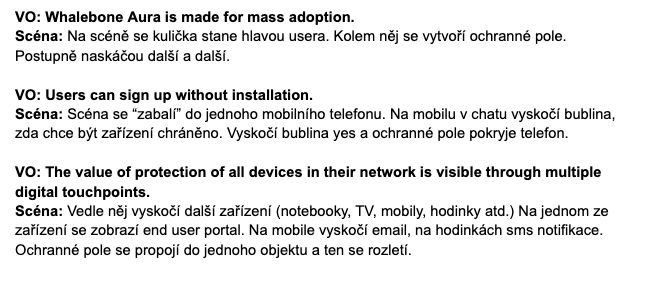 VO: Whalebone Aura is made for mass adoption.
Scéna: Na scéně se kulička stane hlavou usera. Kolem něj se vytvoří ochranné pole.
Postupně naskáčou další a další.
VO: Users can sign up without installation.
Scéna: Scéna se “zabalí” do jednoho mobilního telefonu. Na mobilu v chatu vyskočí bublina,
zda chce být zařízení chráněno. Vyskočí bublina yes a ochranné pole pokryje telefon.
VO: The value of protection of all devices in their network is visible through multiple
digital touchpoints.
Scéna: Vedle něj vyskočí další zařízení (notebooky, TV, mobily, hodinky atd.) Na jednom ze
zařízení se zobrazí end user portal. Na mobile vyskočí email, na hodinkách sms notifikace.
Ochranné pole se propojí do jednoho objektu a ten se rozletí.